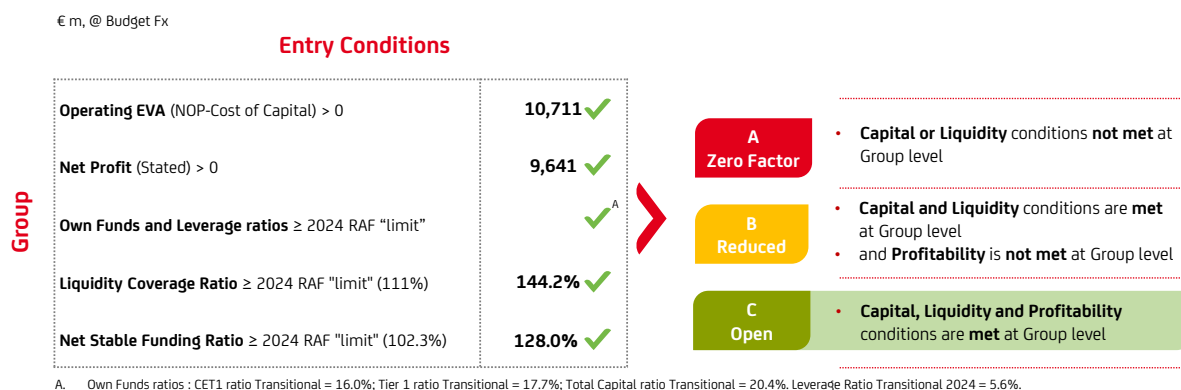 € m, @ Budget Fx
Entry Conditions
Group
Operating EVA (NOP-Cost of Capital) > 0
10,711
Net Profit (Stated) > 0
9,641
Own Funds and Leverage ratios ≥ 2024 RAF “limit”
A
Liquidity Coverage Ratio ≥ 2024 RAF "limit" (111%)
144.2%
Net Stable Funding Ratio ≥ 2024 RAF "limit" (102.3%)
128.0%
A
Zero Factor
• Capital or Liquidity conditions not met at
Group level
B
Reduced
• Capital and Liquidity conditions are met
at Group level
• and Profitability is not met at Group level
C
Open
• Capital, Liquidity and Profitability
conditions are met at Group level
A. Own Funds ratios : CET1 ratio Transitional = 16.0%; Tier 1 ratio Transitional = 17.7%; Total Capital ratio Transitional = 20.4%. Leverage Ratio Transitional 2024 = 5.6%.